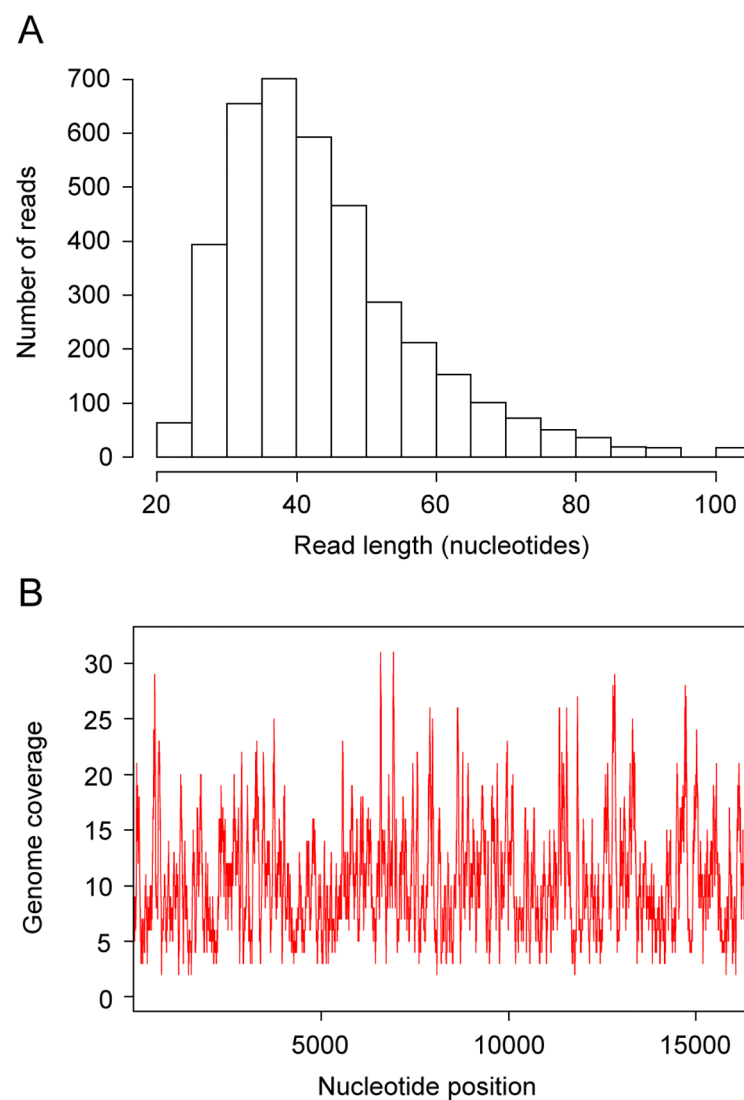 A
700
600
500
400
300
200
100
0
Number of reads
20 40 60 80 100
Read length (nucleotides)
B
30
25
20
15
10
5
0
Genome coverage
5000 10000 15000
Nucleotide position